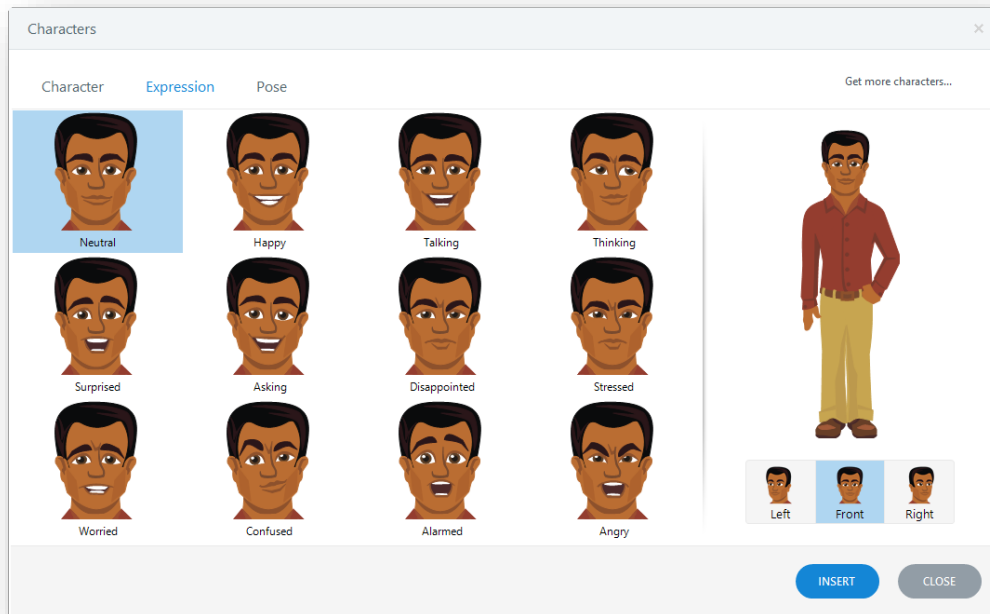 Characters
Character Expression Pose Get more characters...
Neutral Happy Talking Thinking
Surprised Asking Disappointed Stressed
Worried Confused Alarmed Angry
Left Front Right
INSERT CLOSE